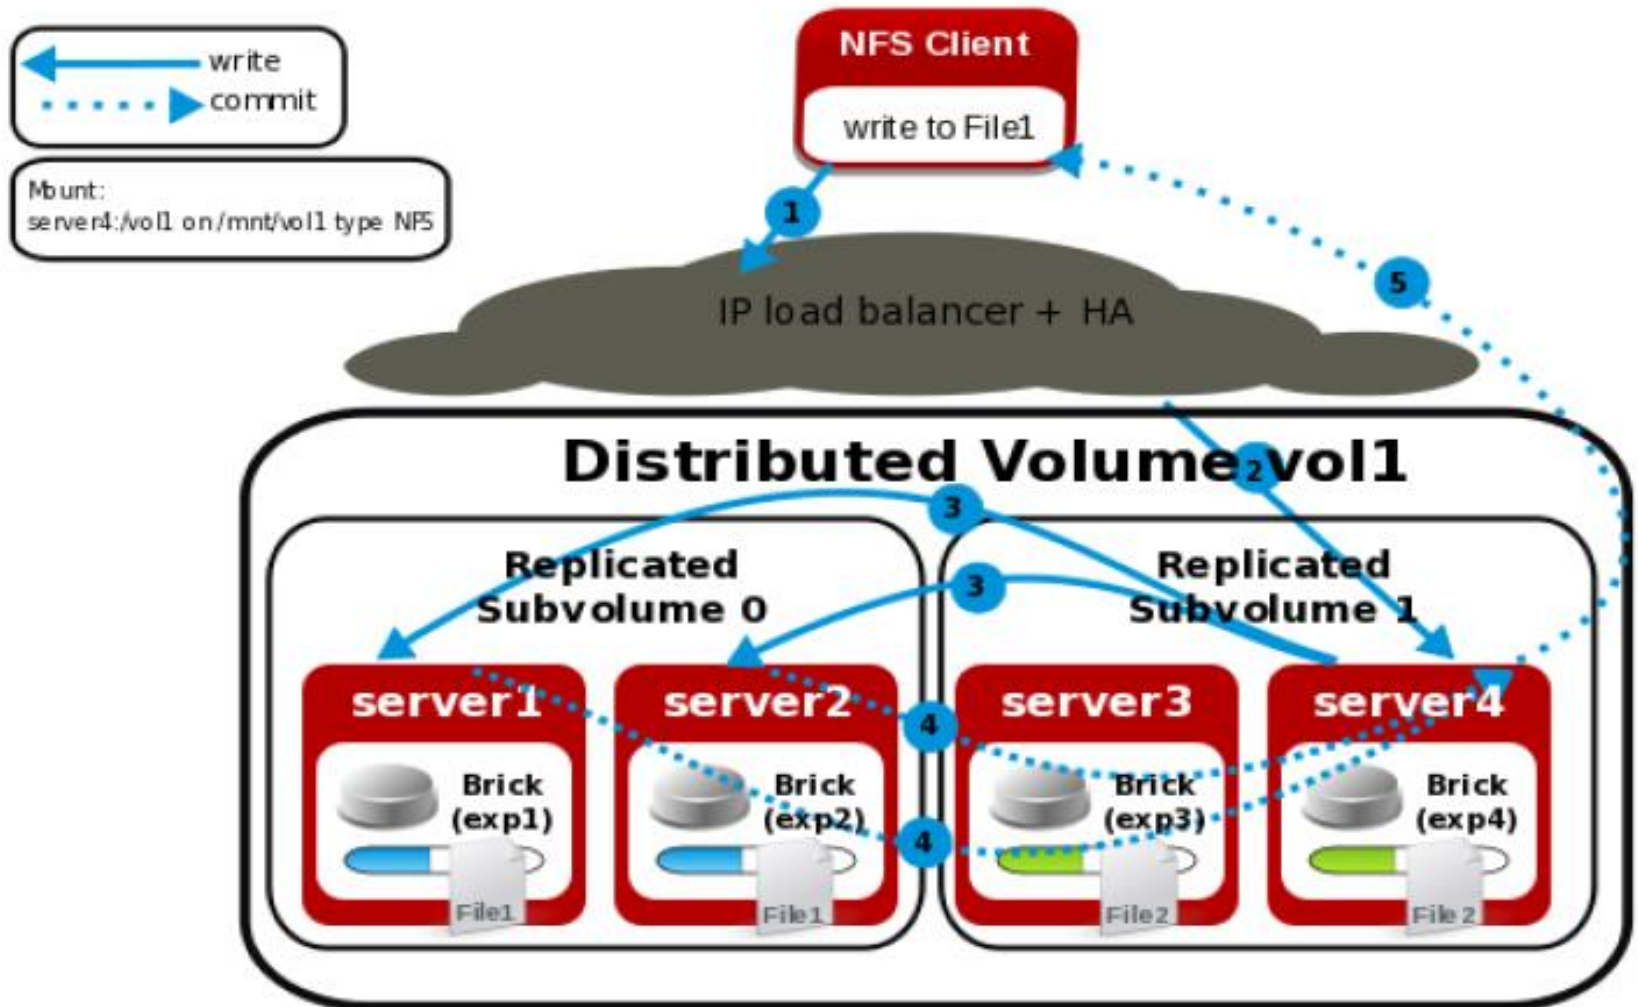 write
commit
Mount:
server4:/vol1 on /mnt/vol1 type NFS
NFS Client
write to File1
1
5
IP load balancer + HA
Distributed Volume vol1
2
3
Replicated
Subvolume 0
3
Replicated
Subvolume 1
server1
Brick
(exp1)
File1
server2
Brick
(exp2)
File1
4
4
server3
Brick
(exp3)
File2
server4
Brick
(exp4)
File2